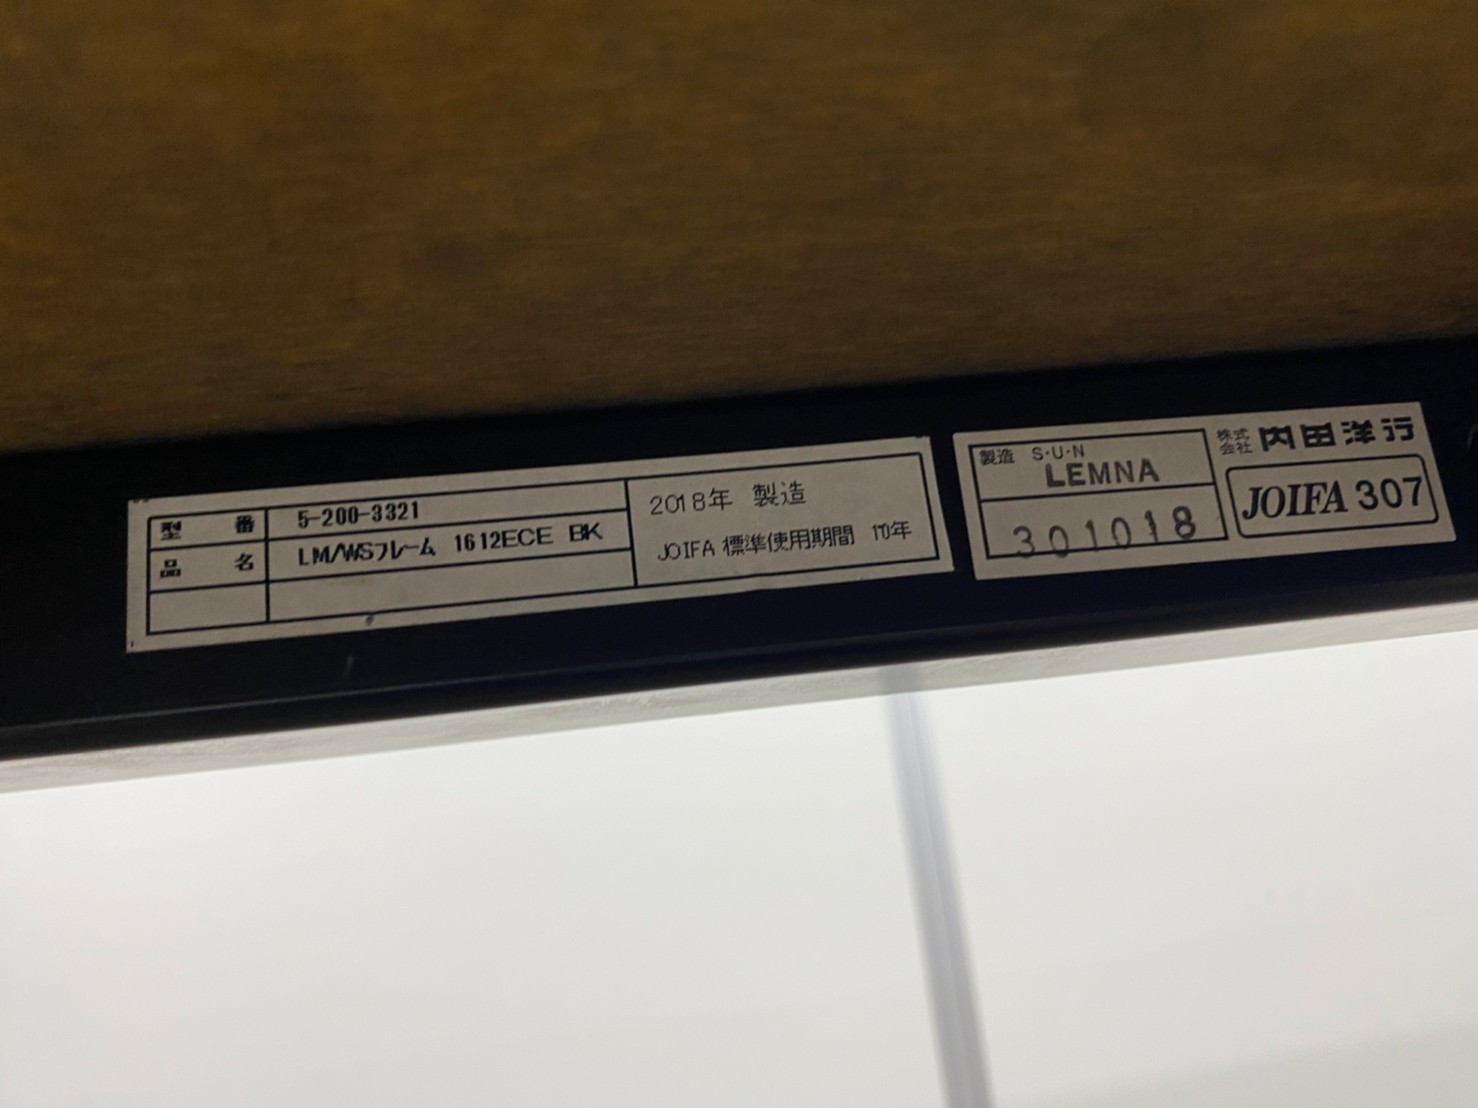 型番 5-200-3321
品名 LM/WSフレーム 1612ECE BK
2018年 製造
JOIFA 標準使用期間 10年
製造 S・U・N
LEMNA
301018
株式会社 内田洋行
JOIFA 307